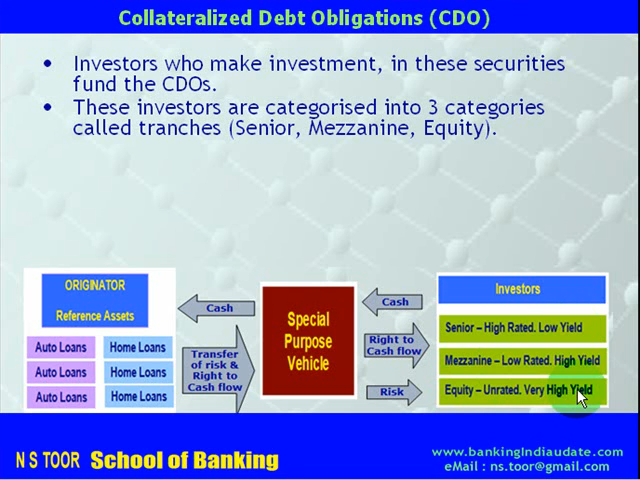 Collateralized Debt Obligations (CDO)
• Investors who make investment, in these securities
fund the CDOs.
• These investors are categorised into 3 categories
called tranches (Senior, Mezzanine, Equity).
ORIGINATOR
Reference Assets
Auto Loans
Home Loans
Auto Loans
Home Loans
Auto Loans
Home Loans
Cash
Transfer
of risk &
Right to
Cash flow
Special
Purpose
Vehicle
Cash
Right to
Cash flow
Risk
Investors
Senior – High Rated. Low Yield
Mezzanine – Low Rated. High Yield
Equity – Unrated. Very High Yield
N S TOOR School of Banking
www.bankingIndiaudate.com
eMail : ns.toor@gmail.com